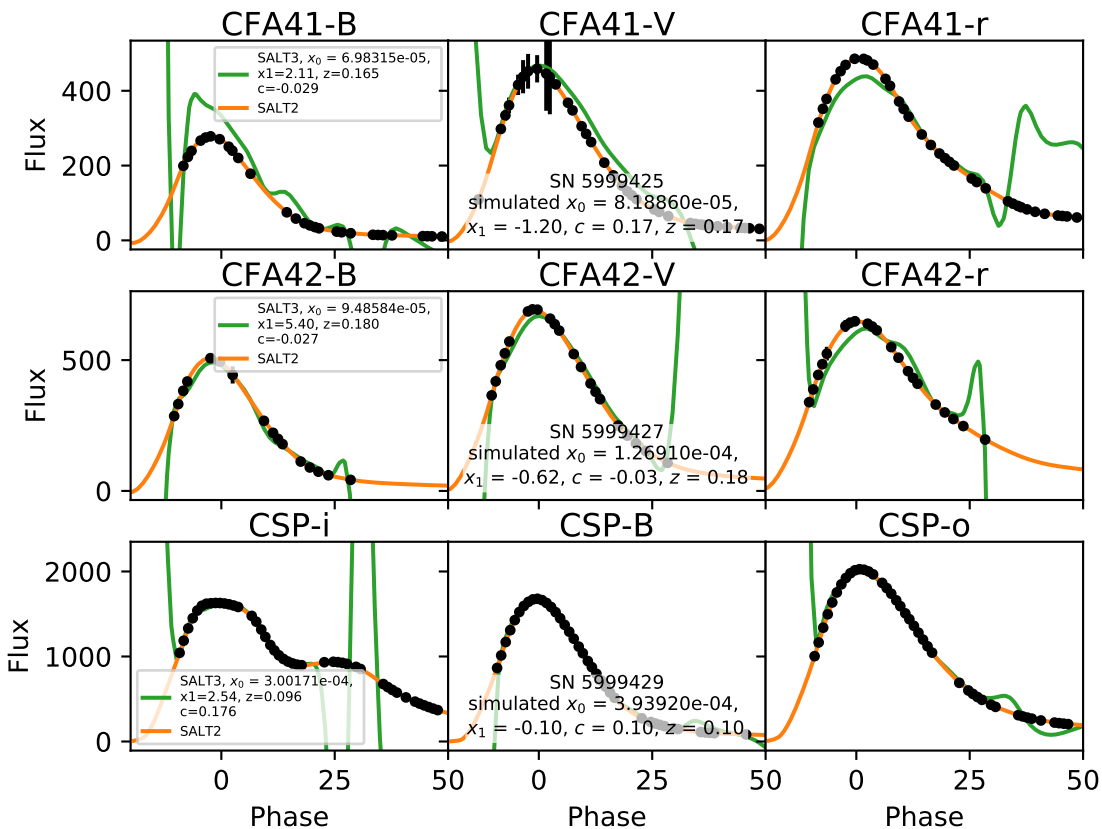 CFA41-B CFA41-V CFA41-r
Flux
400
200
0
SALT3, x₀ = 6.98315e-05,
x1=2.11, z=0.165
c=-0.029
SALT2
SN 5999425
simulated x₀ = 8.18860e-05,
x₁ = -1.20, c = 0.17, z = 0.17
CFA42-B CFA42-V CFA42-r
Flux
500
0
SALT3, x₀ = 9.48584e-05,
x1=5.40, z=0.180
c=-0.027
SALT2
SN 5999427
simulated x₀ = 1.26910e-04,
x₁ = -0.62, c = -0.03, z = 0.18
CSP-i CSP-B CSP-o
Flux
2000
1000
0
SALT3, x₀ = 3.00171e-04,
x1=2.54, z=0.096
c=0.176
SALT2
SN 5999429
simulated x₀ = 3.93920e-04,
x₁ = -0.10, c = 0.10, z = 0.10
0 25 50 0 25 50 0 25 50
Phase Phase Phase